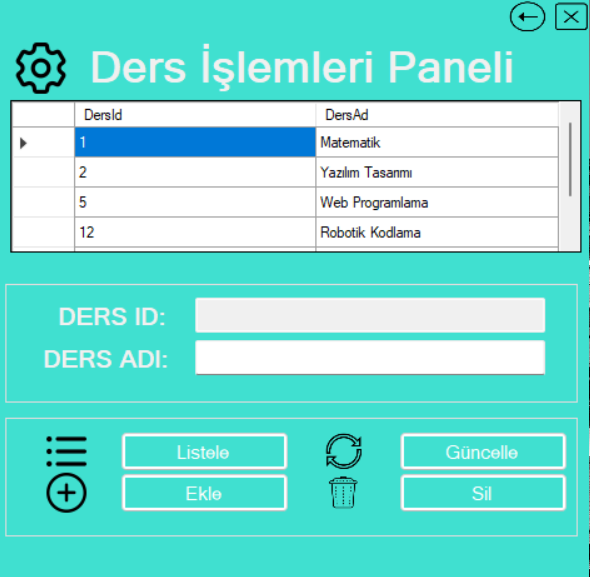 Ders İşlemleri Paneli
DersId DersAd
1 Matematik
2 Yazılım Tasarımı
5 Web Programlama
12 Robotik Kodlama
DERS ID:
DERS ADI:
Listele Güncelle
Ekle Sil